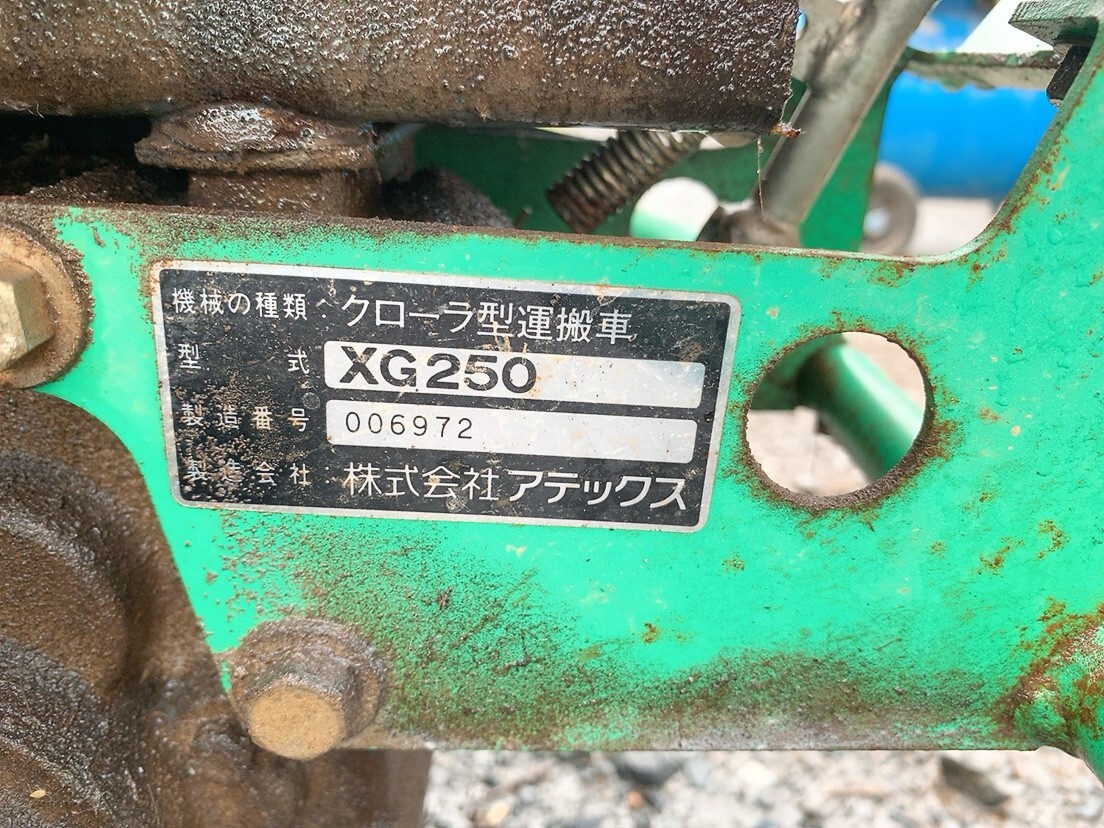 機械の種類：クローラ型運搬車
型式 XG250
製造番号 006972
製造会社 株式会社アテックス